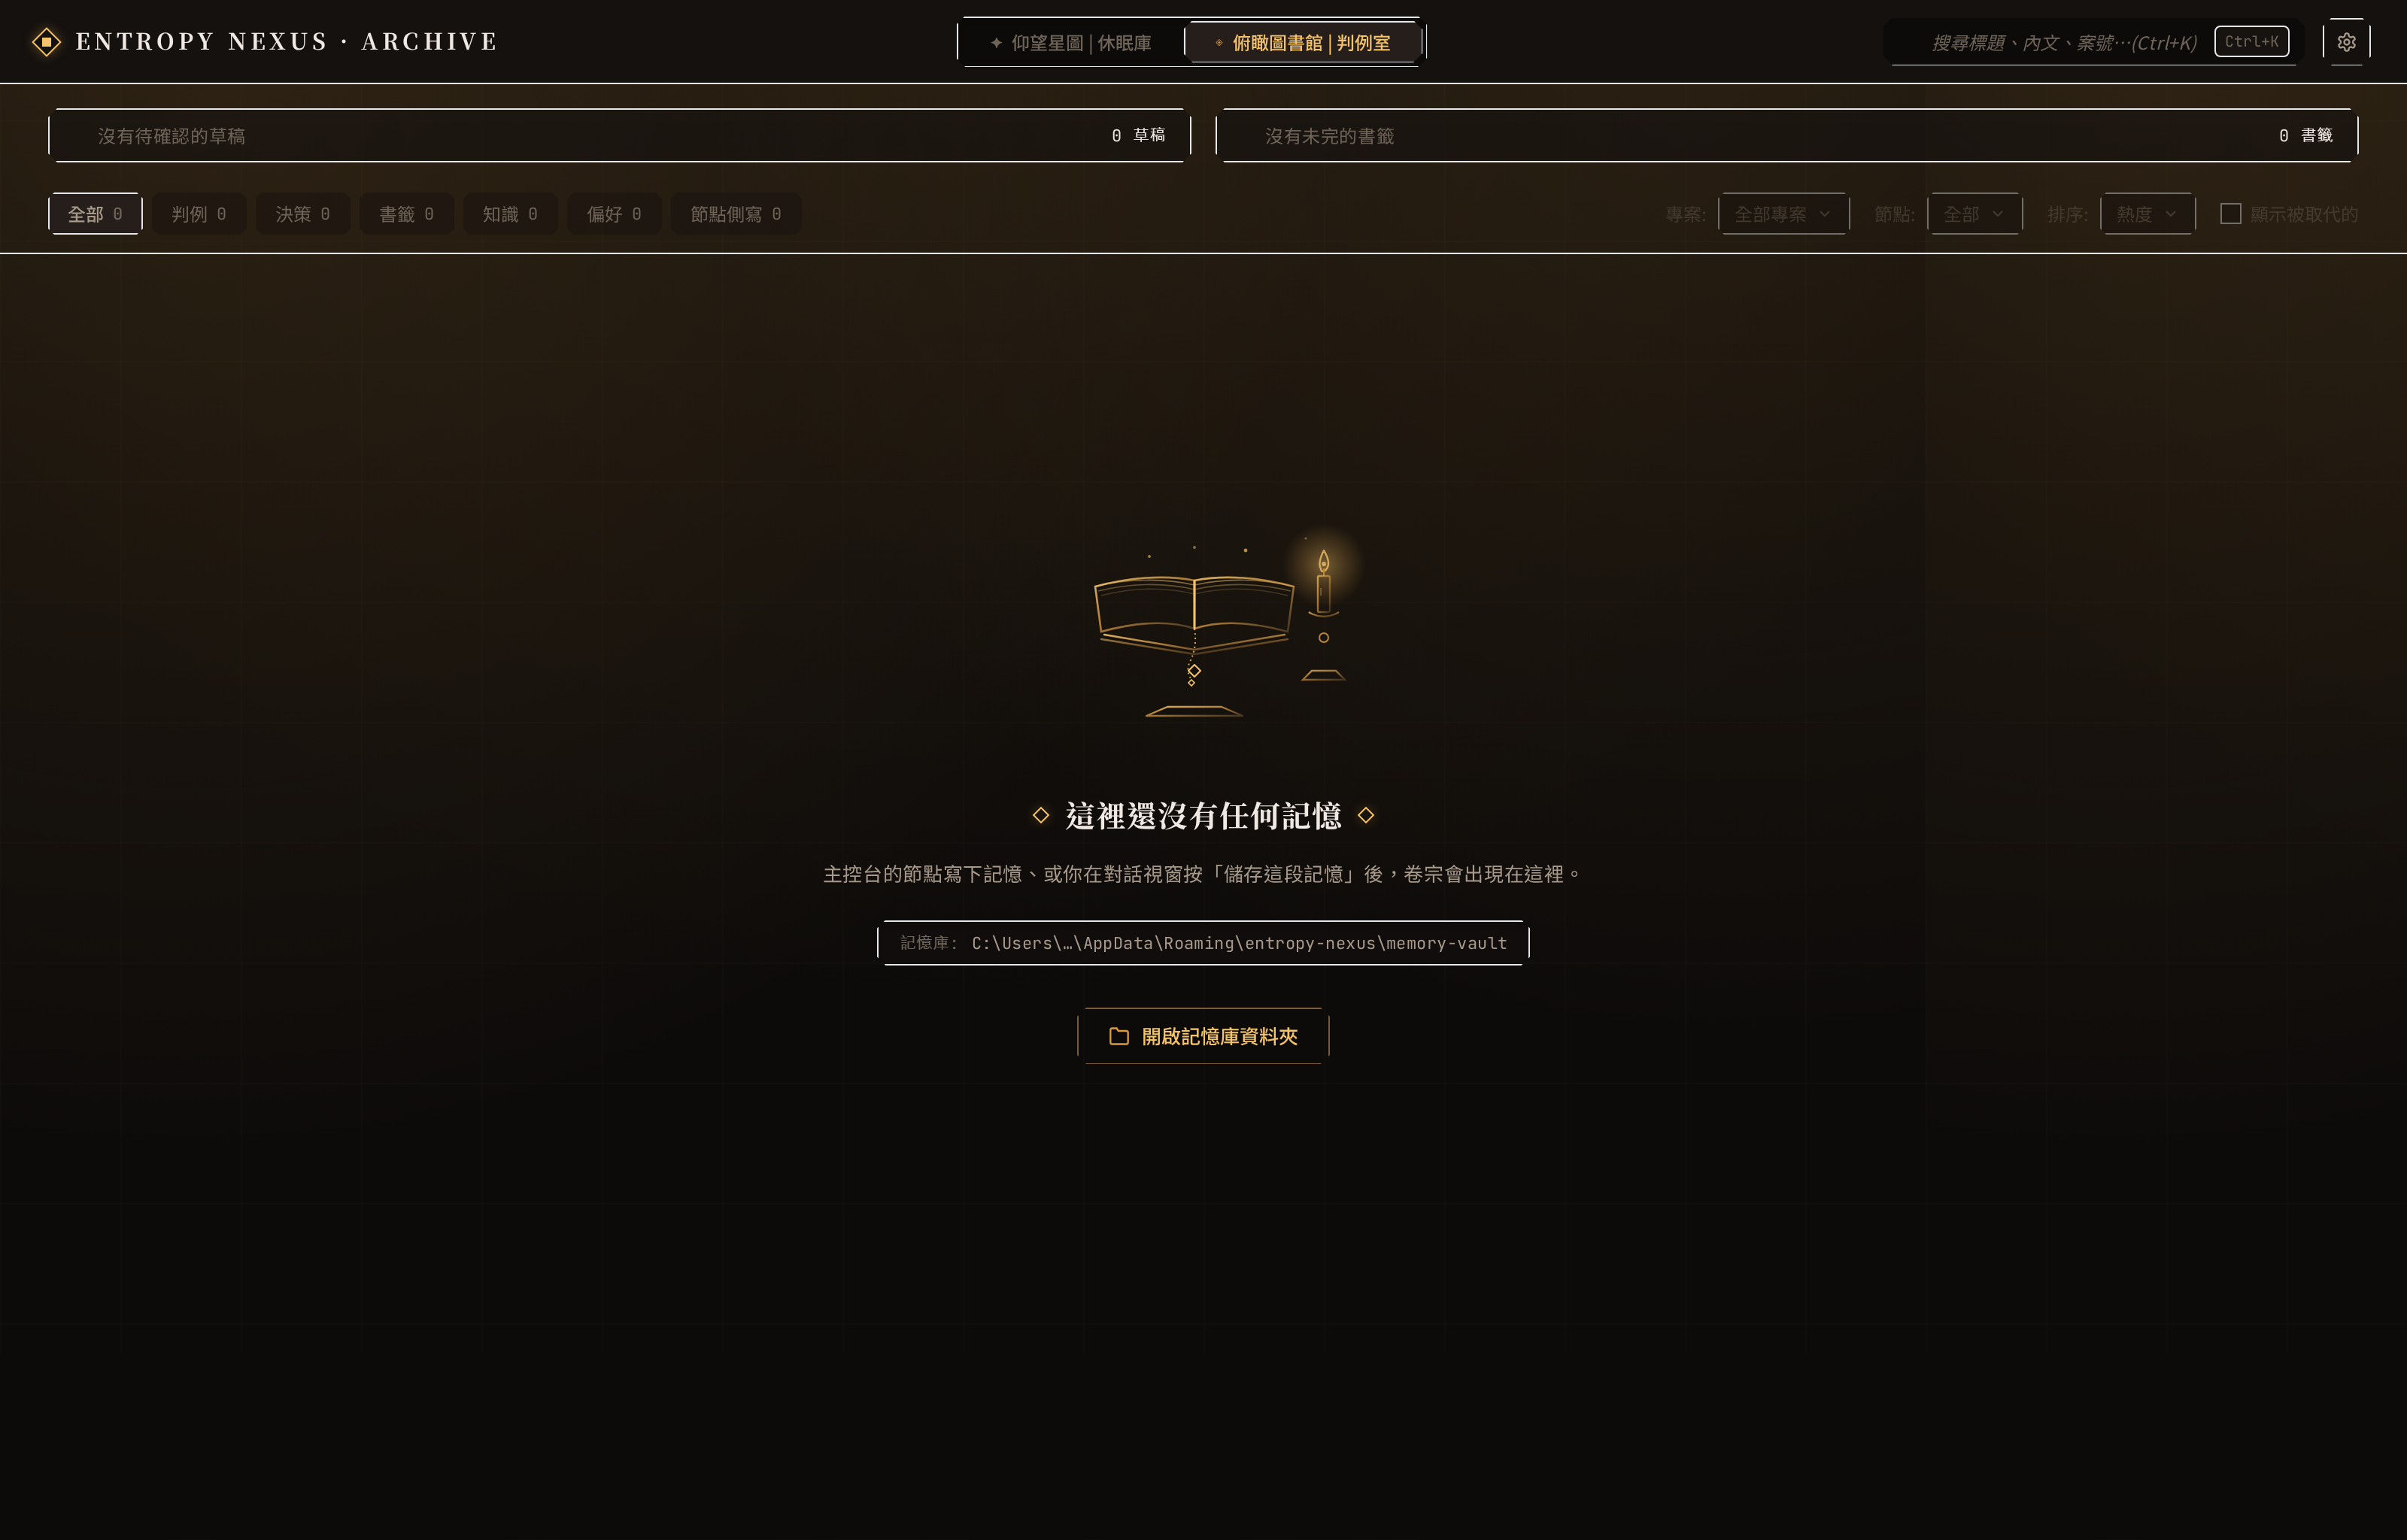 ENTROPY NEXUS · ARCHIVE
✦ 仰望星圖 | 休眠庫
俯瞰圖書館 | 判例室
搜尋標題、內文、案號…(Ctrl+K)
Ctrl+K
沒有待確認的草稿
0 草稿
沒有未完的書籤
0 書籤
全部 0
判例 0
決策 0
書籤 0
知識 0
偏好 0
節點側寫 0
專案:
全部專案
節點:
全部
排序:
熱度
顯示被取代的
這裡還沒有任何記憶
主控台的節點寫下記憶、或你在對話視窗按「儲存這段記憶」後，卷宗會出現在這裡。
記憶庫: C:\Users\…\AppData\Roaming\entropy-nexus\memory-vault
開啟記憶庫資料夾